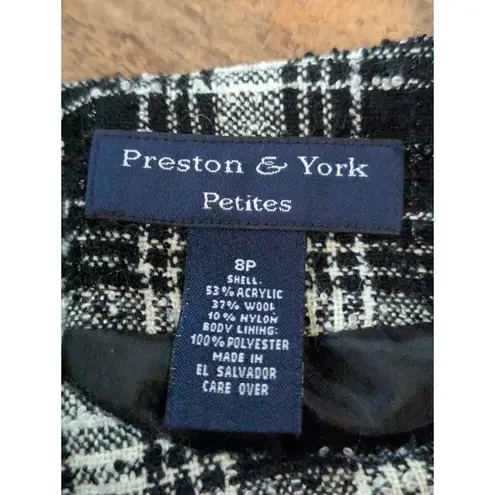 Preston & York
Petites
8P
SHELL:
53% ACRYLIC
37% WOOL
10% NYLON
BODY LINING:
100% POLYESTER
MADE IN
EL SALVADOR
CARE OVER